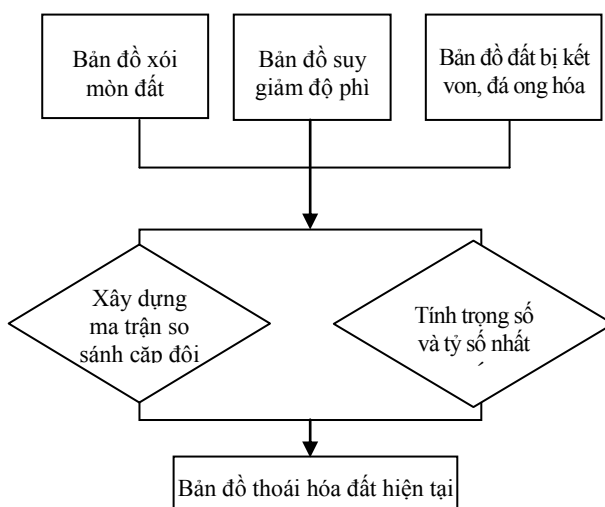 Bản đồ xói
mòn đất
Bản đồ suy
giảm độ phì
Bản đồ đất bị kết
von, đá ong hóa
Xây dựng
ma trận so
sánh cặp đôi
Tính trọng số
và tỷ số nhất
Bản đồ thoái hóa đất hiện tại